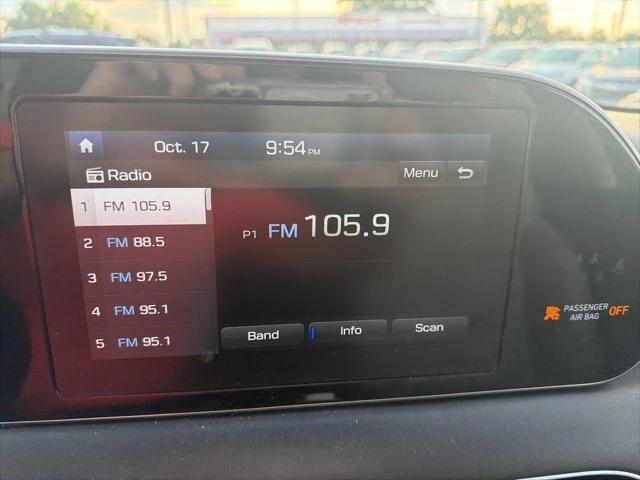 Oct. 17 9:54 PM
Radio Menu
1 FM 105.9
P1 FM 105.9
2 FM 88.5
3 FM 97.5
4 FM 95.1
5 FM 95.1
Band Info Scan
PASSENGER
AIR BAG OFF